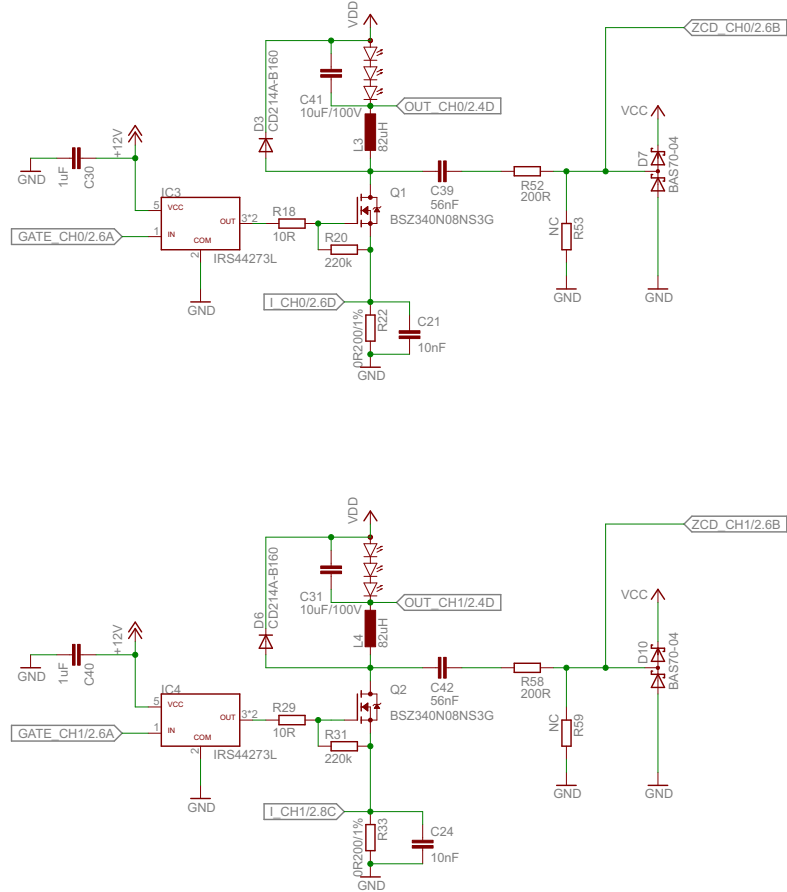 VDD
ZCD_CH0/2.6B
CD214A-B160
D3
C41
10uF/100V
OUT_CH0/2.4D
VCC
+12V
L3
82uH
D7
BAS70-04
GND
1uF
C30
C39
56nF
R52
200R
IC3
Q1
BSZ340N08NS3G
5
VCC
OUT
3*2
R18
10R
NC
R53
GATE_CH0/2.6A
1
IN
COM
2
R20
220k
IRS44273L
GND
GND
GND
I_CH0/2.6D
0R200/1%
R22
C21
10nF
GND
VDD
ZCD_CH1/2.6B
CD214A-B160
D6
C31
10uF/100V
OUT_CH1/2.4D
VCC
+12V
L4
82uH
D10
BAS70-04
GND
1uF
C40
C42
56nF
R58
200R
IC4
Q2
BSZ340N08NS3G
5
VCC
OUT
3*2
R29
10R
NC
R59
GATE_CH1/2.6A
1
IN
COM
2
R31
220k
IRS44273L
GND
GND
GND
I_CH1/2.8C
0R200/1%
R33
C24
10nF
GND